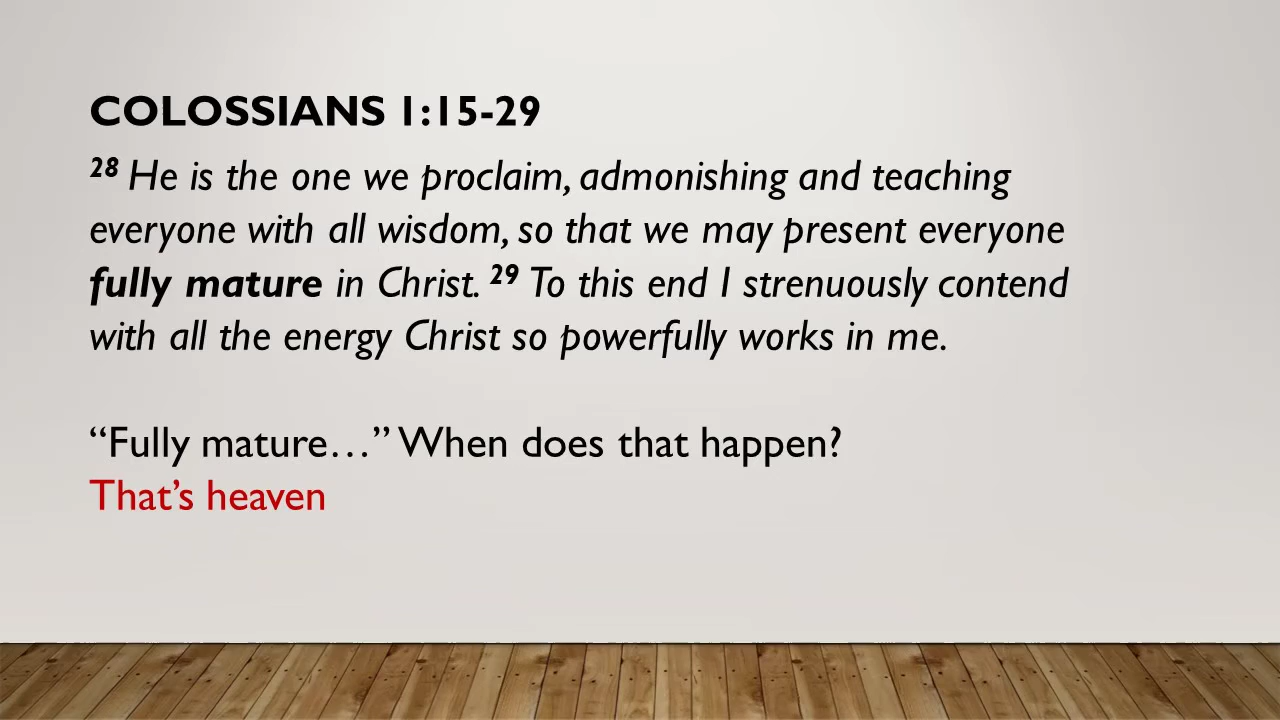 COLOSSIANS 1:15-29
28 He is the one we proclaim, admonishing and teaching
everyone with all wisdom, so that we may present everyone
fully mature in Christ. 29 To this end I strenuously contend
with all the energy Christ so powerfully works in me.
“Fully mature…” When does that happen?
That’s heaven